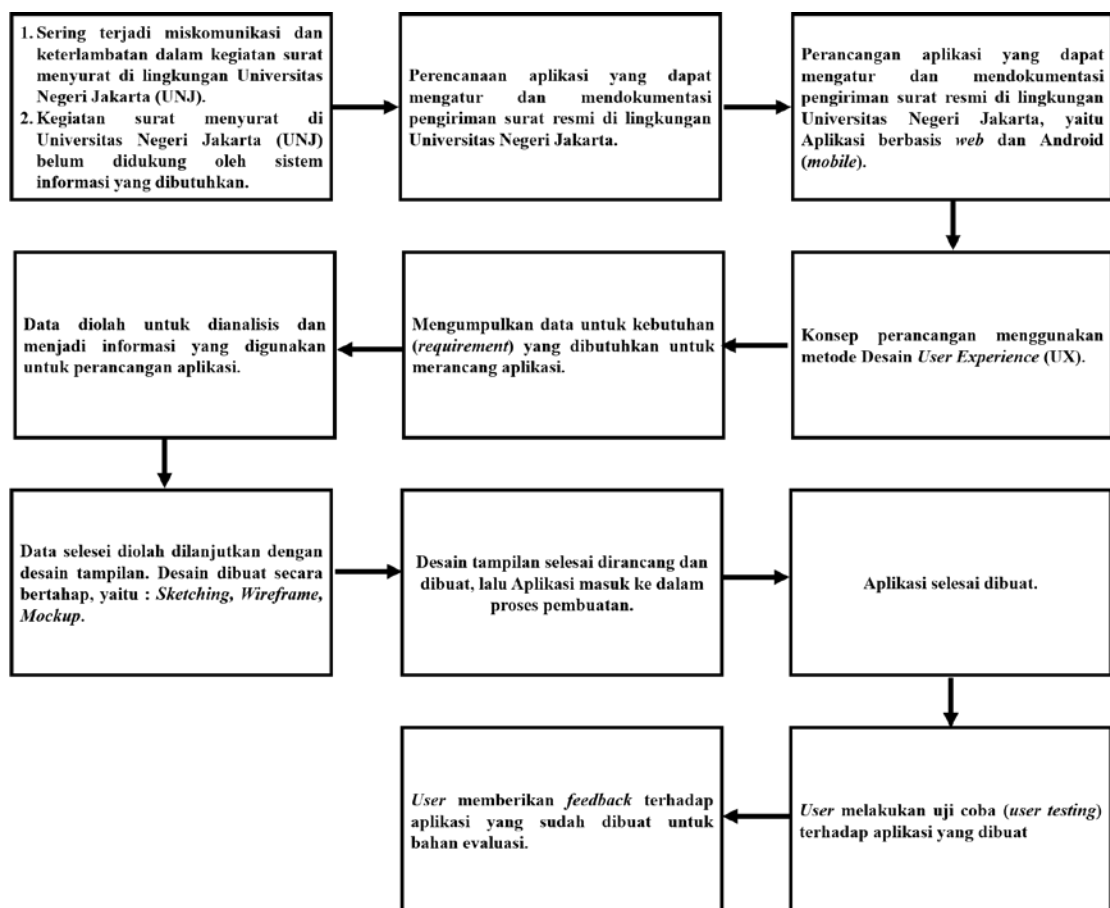 1. Sering terjadi miskomunikasi dan
keterlambatan dalam kegiatan surat
menyurat di lingkungan Universitas
Negeri Jakarta (UNJ).
2. Kegiatan surat menyurat di
Universitas Negeri Jakarta (UNJ)
belum didukung oleh sistem
informasi yang dibutuhkan.
Perencanaan aplikasi yang dapat
mengatur dan mendokumentasi
pengiriman surat resmi di lingkungan
Universitas Negeri Jakarta.
Perancangan aplikasi yang dapat
mengatur dan mendokumentasi
pengiriman surat resmi di lingkungan
Universitas Negeri Jakarta, yaitu
Aplikasi berbasis web dan Android
(mobile).
Konsep perancangan menggunakan
metode Desain User Experience (UX).
Mengumpulkan data untuk kebutuhan
(requirement) yang dibutuhkan untuk
merancang aplikasi.
Data diolah untuk dianalisis dan
menjadi informasi yang digunakan
untuk perancangan aplikasi.
Data selesei diolah dilanjutkan dengan
desain tampilan. Desain dibuat secara
bertahap, yaitu : Sketching, Wireframe,
Mockup.
Desain tampilan selesai dirancang dan
dibuat, lalu Aplikasi masuk ke dalam
proses pembuatan.
Aplikasi selesai dibuat.
User melakukan uji coba (user testing)
terhadap aplikasi yang dibuat
User memberikan feedback terhadap
aplikasi yang sudah dibuat untuk
bahan evaluasi.